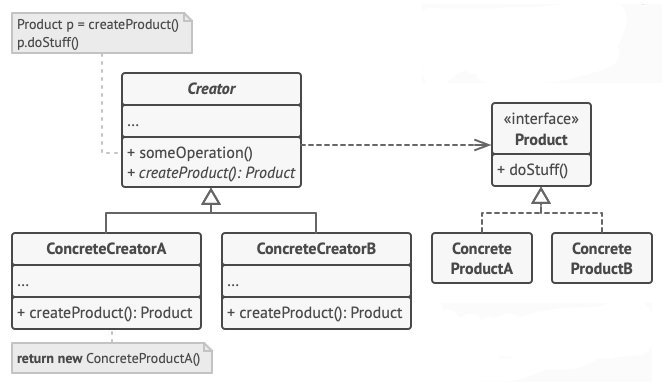 Product p = createProduct()
p.doStuff()
Creator
...
+ someOperation()
+ createProduct(): Product
«interface»
Product
+ doStuff()
ConcreteCreatorA
...
+ createProduct(): Product
ConcreteCreatorB
...
+ createProduct(): Product
Concrete
ProductA
Concrete
ProductB
return new ConcreteProductA()